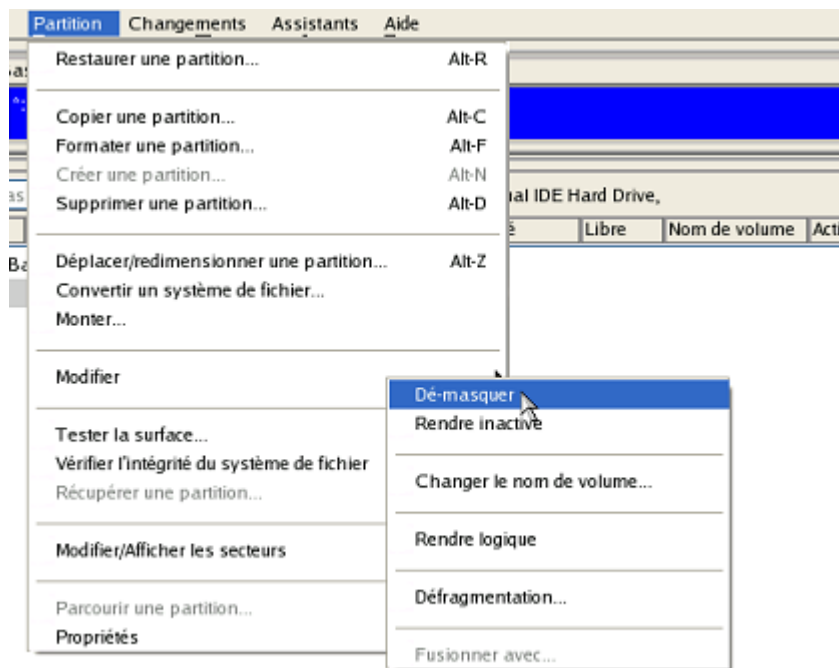 Partition Changements Assistants Aide
Restaurer une partition... Alt-R
Copier une partition... Alt-C
Formater une partition... Alt-F
Créer une partition... Alt-N
Supprimer une partition... Alt-D
IDE Hard Drive,
Libre Nom de volume Acti
Déplacer/redimensionner une partition... Alt-Z
Convertir un système de fichier...
Monter...
Modifier
Dé-masquer
Rendre inactive
Tester la surface...
Vérifier l'intégrité du système de fichier
Récupérer une partition...
Changer le nom de volume...
Rendre logique
Modifier/Afficher les secteurs
Défragmentation...
Parcourir une partition...
Propriétés
Fusionner avec...